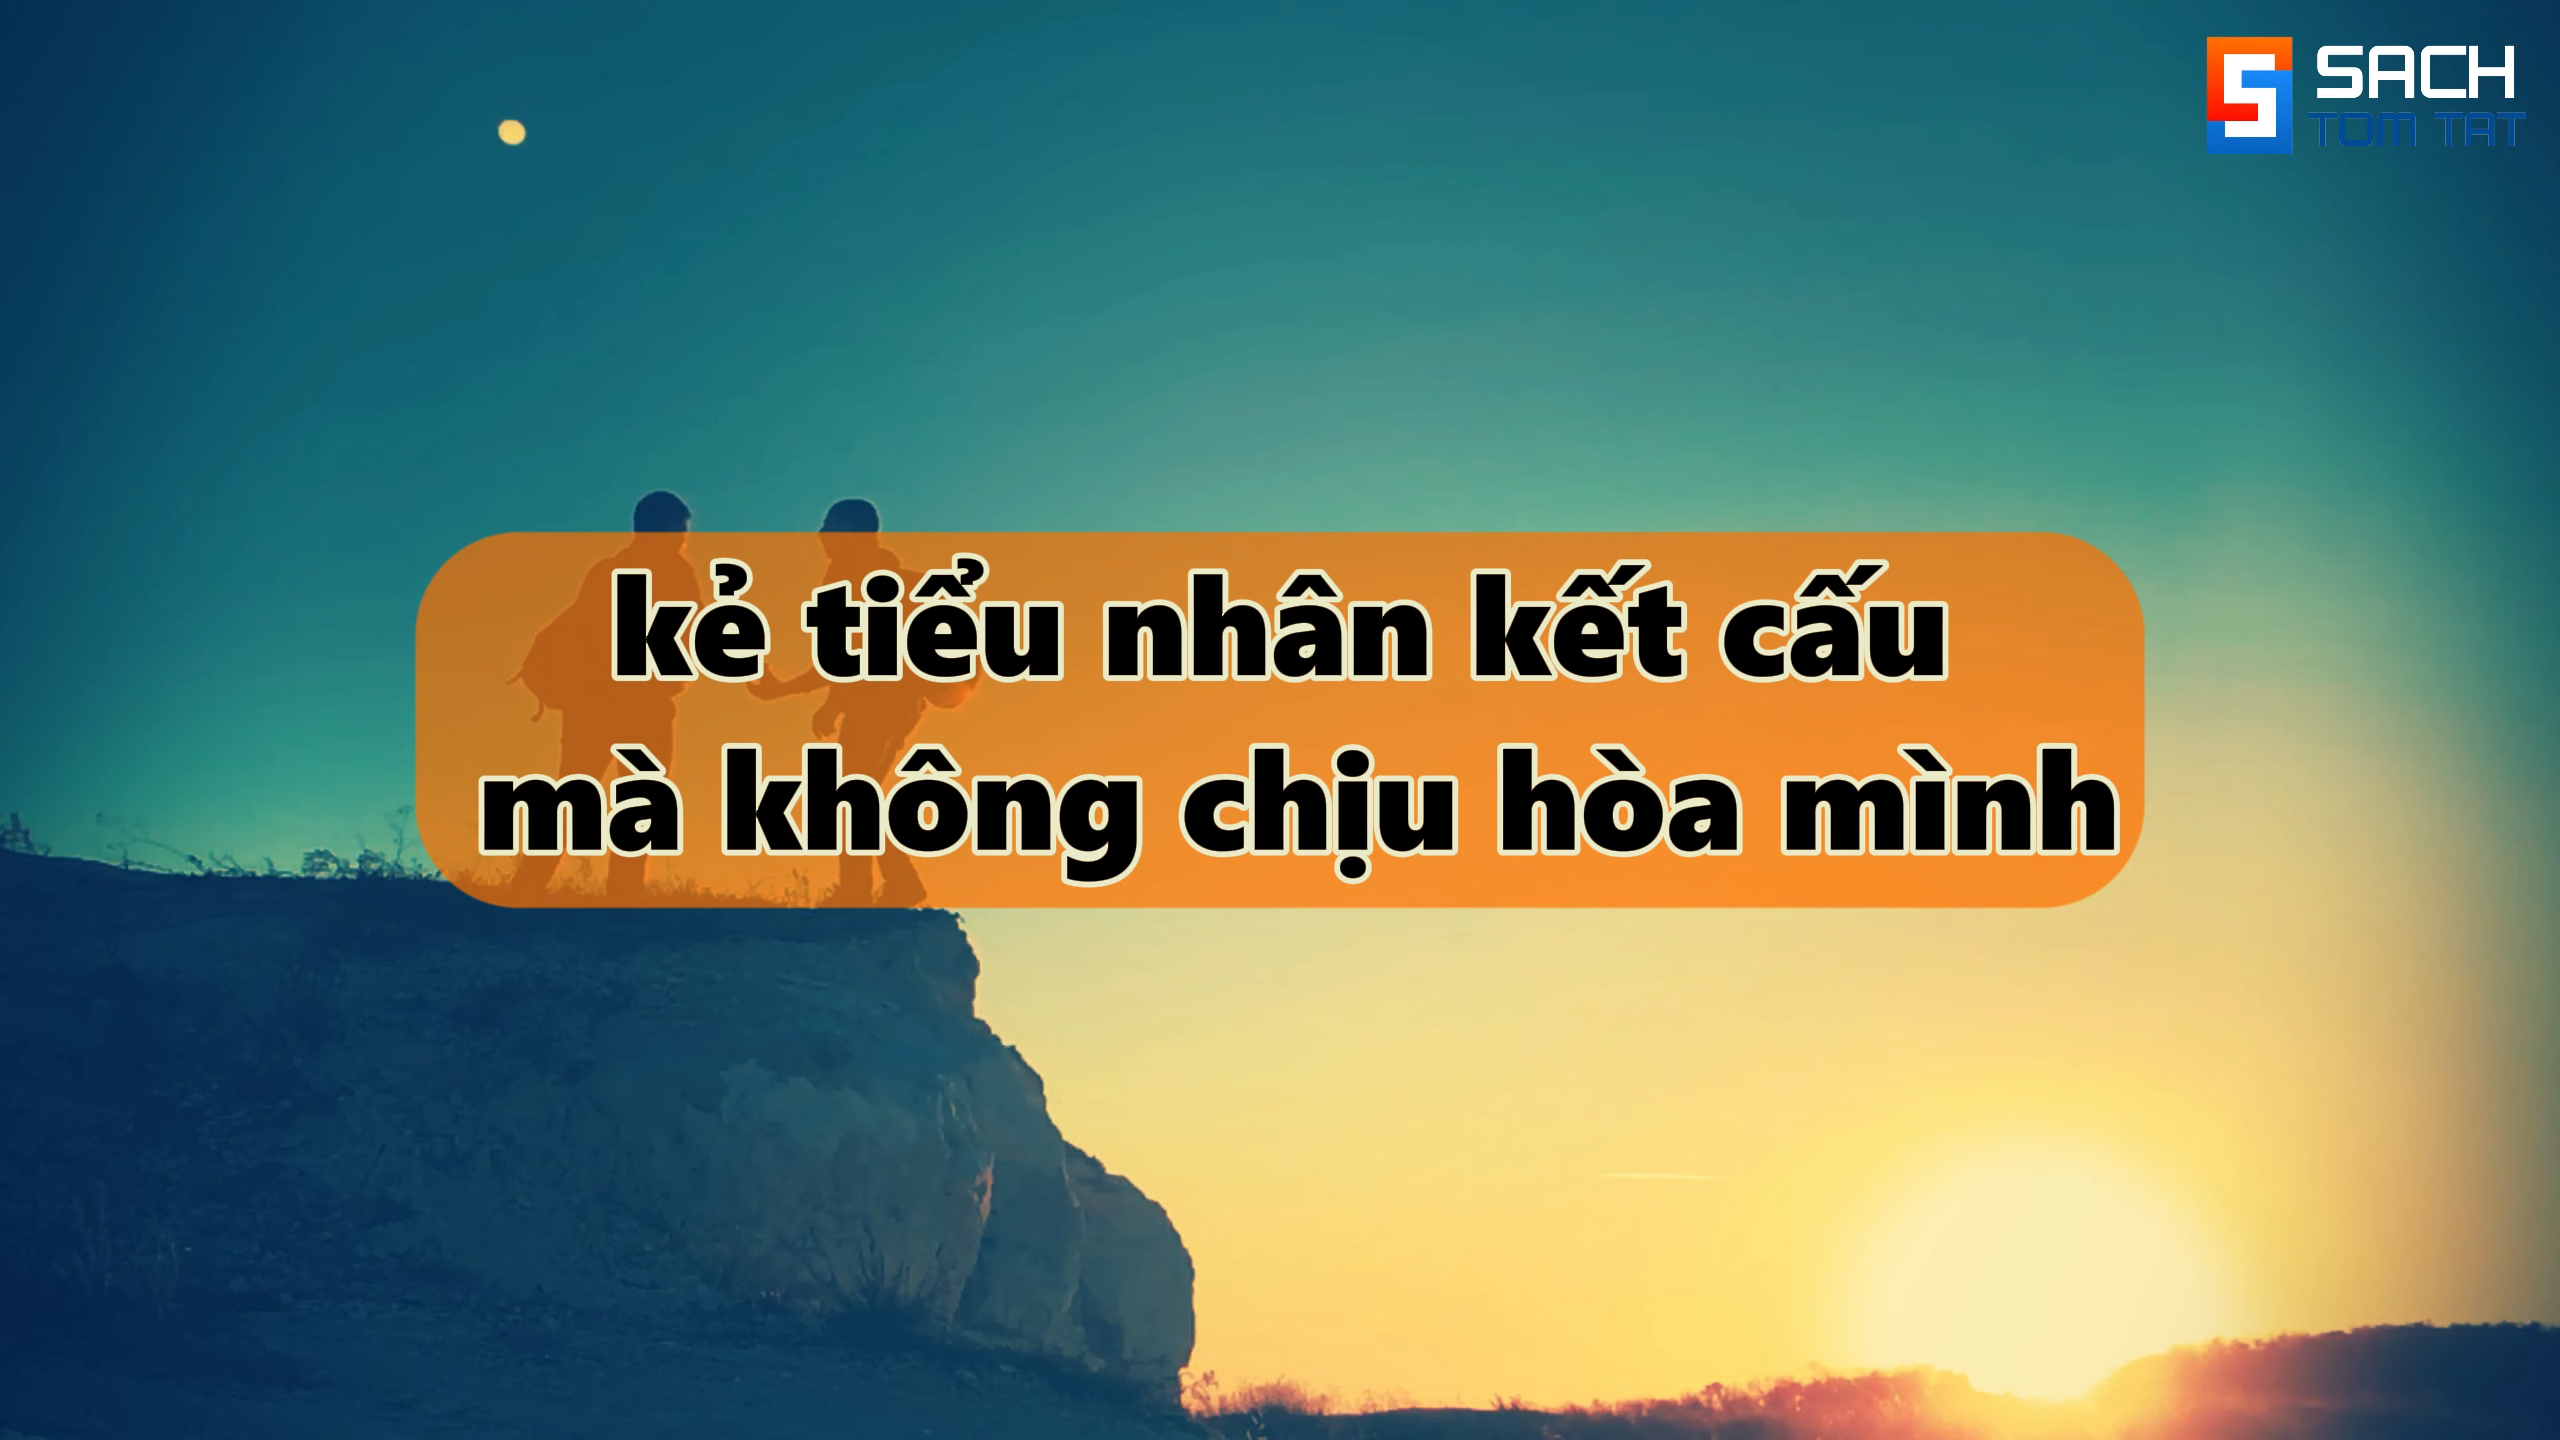 SACH
TOM TAT
kẻ tiểu nhân kết cấu
mà không chịu hòa mình